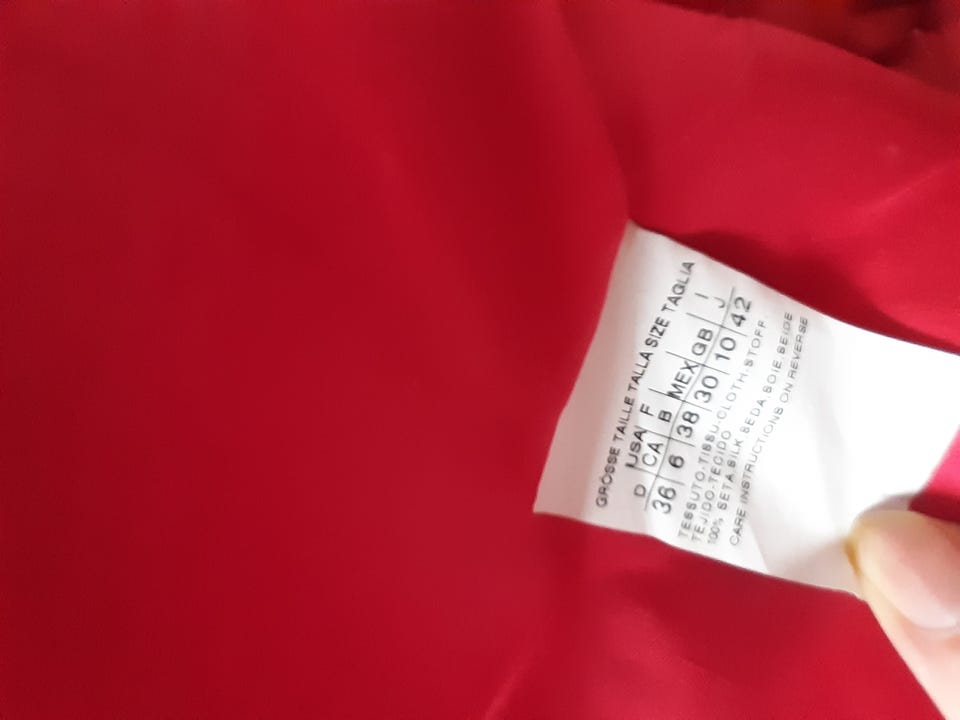 GRÖSSE TAILLE TALLA SIZE TAGLIA
D USA F MEX GB I
CA B J
36 6 38 30 10 42
TESSUTO-TISSU-CLOTH-STOFF
TEJIDO-TECIDO
100% SETA.SILK.SEDA.SOIE.SEIDE
CARE INSTRUCTIONS ON REVERSE